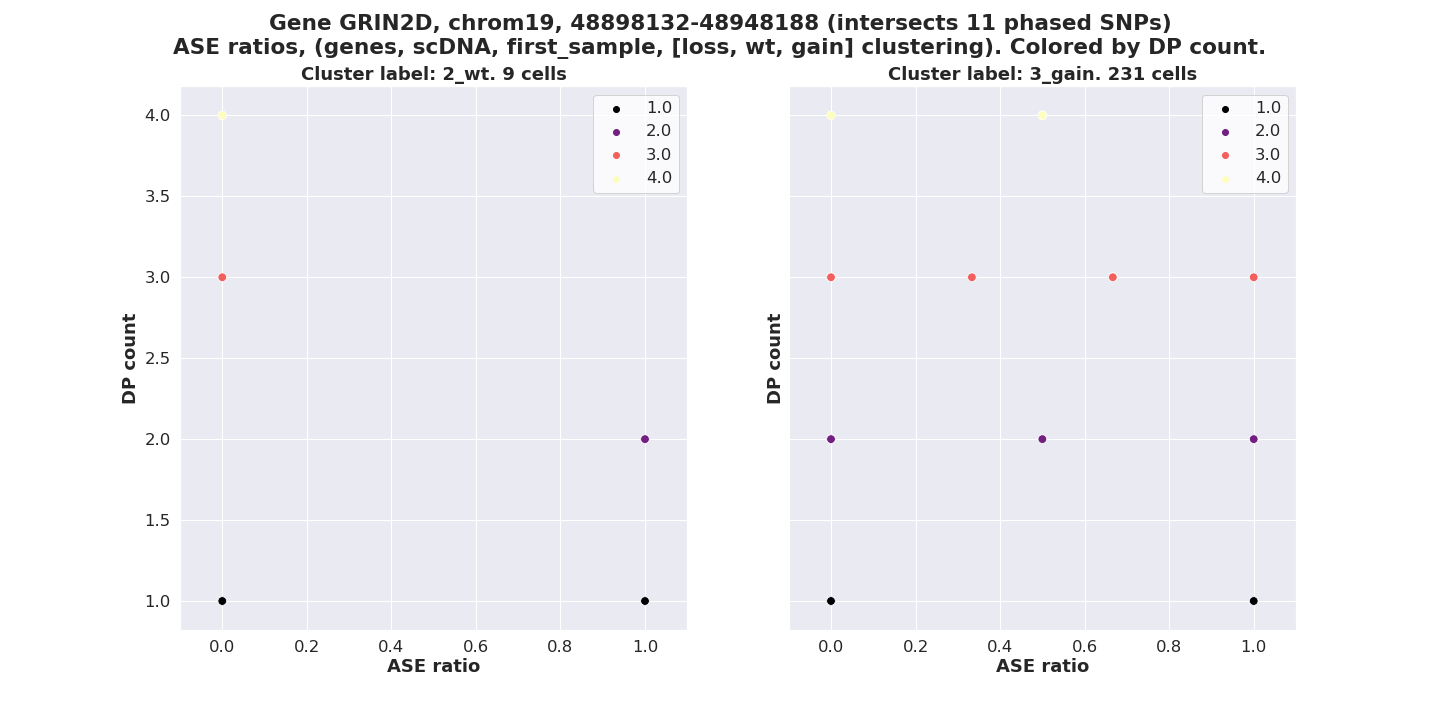 Gene GRIN2D, chrom19, 48898132-48948188 (intersects 11 phased SNPs)
ASE ratios, (genes, scDNA, first_sample, [loss, wt, gain] clustering). Colored by DP count.
Cluster label: 2_wt. 9 cells
4.0
3.5
3.0
2.5
2.0
1.5
1.0
DP count
1.0
2.0
3.0
4.0
0.0 0.2 0.4 0.6 0.8 1.0
ASE ratio
Cluster label: 3_gain. 231 cells
DP count
1.0
2.0
3.0
4.0
0.0 0.2 0.4 0.6 0.8 1.0
ASE ratio